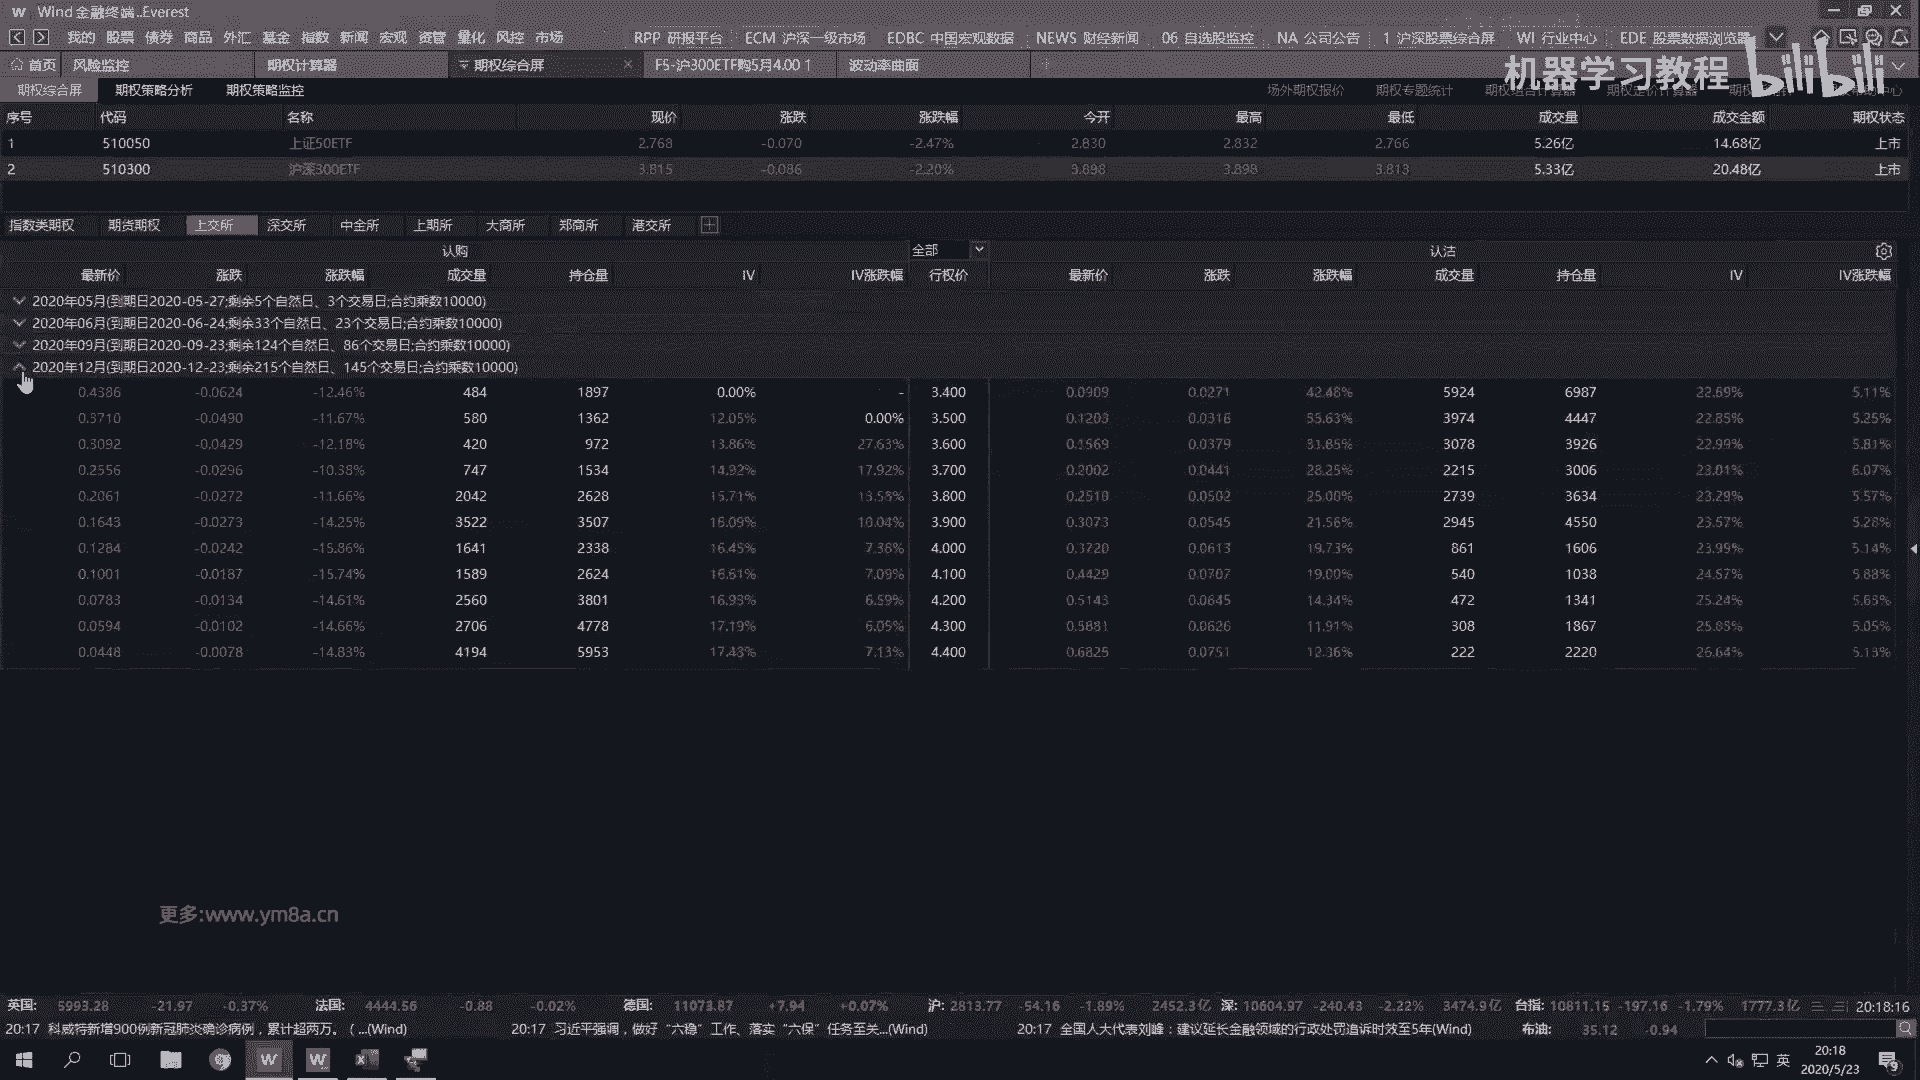 Wind金融终端..Everest
我的 股票 债券 商品 外汇 基金 指数 新闻 宏观 资管 量化 风控 市场 RPP 研报平台 ECM 沪深一级市场 EDBC 中国宏观数据 NEWS 财经新闻 06 自选股监控 NA 公司公告 1 沪深股票综合屏 WI 行业中心 EDE 股票数据浏览器
首页 风险监控 期权计算器 期权综合屏 × F5-沪300ETF购5月4.00 1 波动率曲面 +
机器学习教程 bilibili
期权综合屏 期权策略分析 期权策略监控 场外期权报价 期权专题统计
序号 代码 名称 现价 涨跌 涨跌幅 今开 最高 最低 成交量 成交金额 期权状态
1 510050 上证50ETF 2.768 -0.070 -2.47% 2.830 2.832 2.766 5.26亿 14.68亿 上市
2 510300 沪深300ETF 3.815 -0.086 -2.20% 3.898 3.898 3.813 5.33亿 20.48亿 上市
指数类期权 期货期权 上交所 深交所 中金所 上期所 大商所 郑商所 港交所
认购 全部 认沽
最新价 涨跌 涨跌幅 成交量 持仓量 IV IV涨跌幅 行权价 最新价 涨跌 涨跌幅 成交量 持仓量 IV IV涨跌幅
2020年05月(到期日2020-05-27;剩余5个自然日、3个交易日;合约乘数10000)
2020年06月(到期日2020-06-24;剩余33个自然日、23个交易日;合约乘数10000)
2020年09月(到期日2020-09-23;剩余124个自然日、86个交易日;合约乘数10000)
2020年12月(到期日2020-12-23;剩余215个自然日、145个交易日;合约乘数10000)
0.4386 -0.0624 -12.46% 484 1897 0.00% - 3.400 0.0909 0.0271 42.48% 5924 6987 22.69% 5.11%
0.3710 -0.0490 -11.67% 580 1362 12.05% 0.00% 3.500 0.1203 0.0316 35.63% 3974 4447 22.85% 5.25%
0.3092 -0.0429 -12.18% 420 972 13.86% 27.63% 3.600 0.1569 0.0379 31.85% 3078 3926 22.99% 5.81%
0.2556 -0.0296 -10.38% 747 1534 14.92% 17.92% 3.700 0.2002 0.0441 28.25% 2215 3006 23.01% 6.07%
0.2061 -0.0272 -11.66% 2042 2628 15.71% 13.58% 3.800 0.2510 0.0502 25.00% 2739 3634 23.29% 5.57%
0.1643 -0.0273 -14.25% 3522 3507 16.09% 10.04% 3.900 0.3073 0.0545 21.56% 2945 4550 23.57% 5.28%
0.1284 -0.0242 -15.86% 1641 2338 16.45% 7.38% 4.000 0.3720 0.0613 19.73% 861 1606 23.99% 5.14%
0.1001 -0.0187 -15.74% 1589 2624 16.61% 7.09% 4.100 0.4429 0.0707 19.00% 540 1038 24.57% 5.88%
0.0783 -0.0134 -14.61% 2560 3801 16.93% 6.59% 4.200 0.5143 0.0645 14.34% 472 1341 25.24% 5.63%
0.0594 -0.0102 -14.66% 2706 4778 17.19% 6.05% 4.300 0.5881 0.0626 11.91% 308 1867 25.85% 5.05%
0.0448 -0.0078 -14.83% 4194 5953 17.43% 7.13% 4.400 0.6825 0.0751 12.36% 222 2220 26.64% 5.13%
更多:www.ym8a.cn
英国: 5993.28 -21.97 -0.37% 法国: 4444.56 -0.88 -0.02% 德国: 11073.87 +7.94 +0.07% 沪: 2813.77 -54.16 -1.89% 2452.3亿 深: 10604.97 -240.43 -2.22% 3474.9亿 台指: 10811.15 -197.16 -1.79% 1777.3亿 20:18:16
20:17 科威特新增900例新冠肺炎确诊病例，累计超两万。（ ...(Wind) 20:17 习近平强调，做好“六稳”工作、落实“六保”任务至关...(Wind) 20:17 全国人大代表刘峰：建议延长金融领域的行政处罚追诉时效至5年(Wind) 布油: 35.12 -0.94
英 20:18
2020/5/23